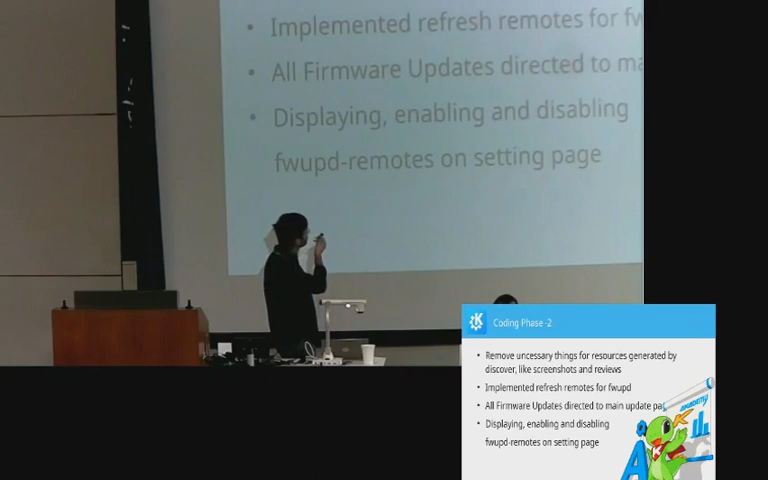 Implemented refresh remotes for fw
All Firmware Updates directed to ma
Displaying, enabling and disabling
fwupd-remotes on setting page
Coding Phase -2
Remove uncessary things for resources generated by
discover, like screenshots and reviews
Implemented refresh remotes for fwupd
All Firmware Updates directed to main update pag
Displaying, enabling and disabling
fwupd-remotes on setting page